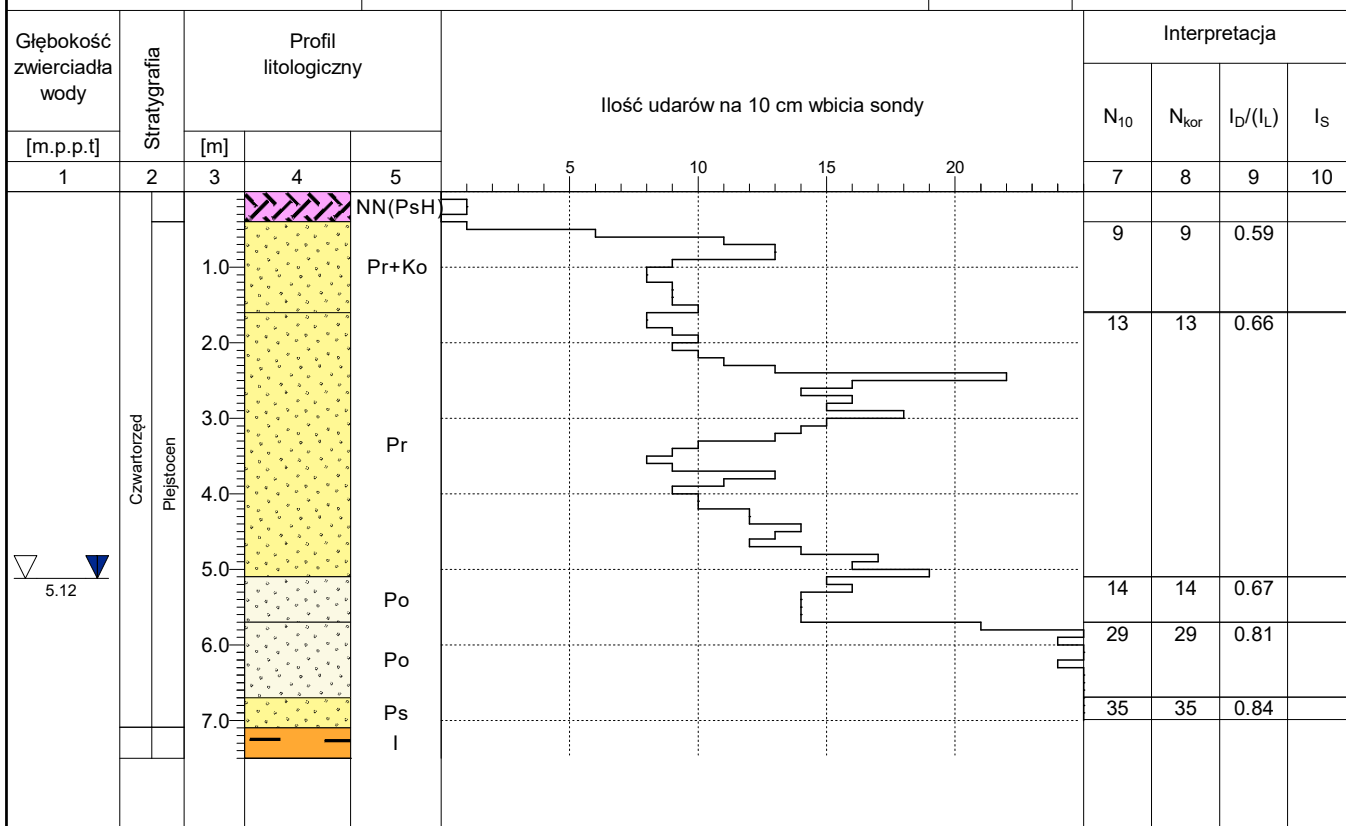 Głębokość
zwierciadła
wody
[m.p.p.t]
Stratygrafia
Profil
litologiczny
[m]
Ilość udarów na 10 cm wbicia sondy
Interpretacja
N10 Nkor ID/(IL) IS
5 10 15 20
1 2 3 4 5 7 8 9 10
NN(PsH)
9 9 0.59
1.0 Pr+Ko
13 13 0.66
2.0
3.0
Pr
Czwartorzęd
Plejstocen
4.0
5.0
5.12
14 14 0.67
Po
29 29 0.81
6.0
Po
35 35 0.84
Ps
7.0
I